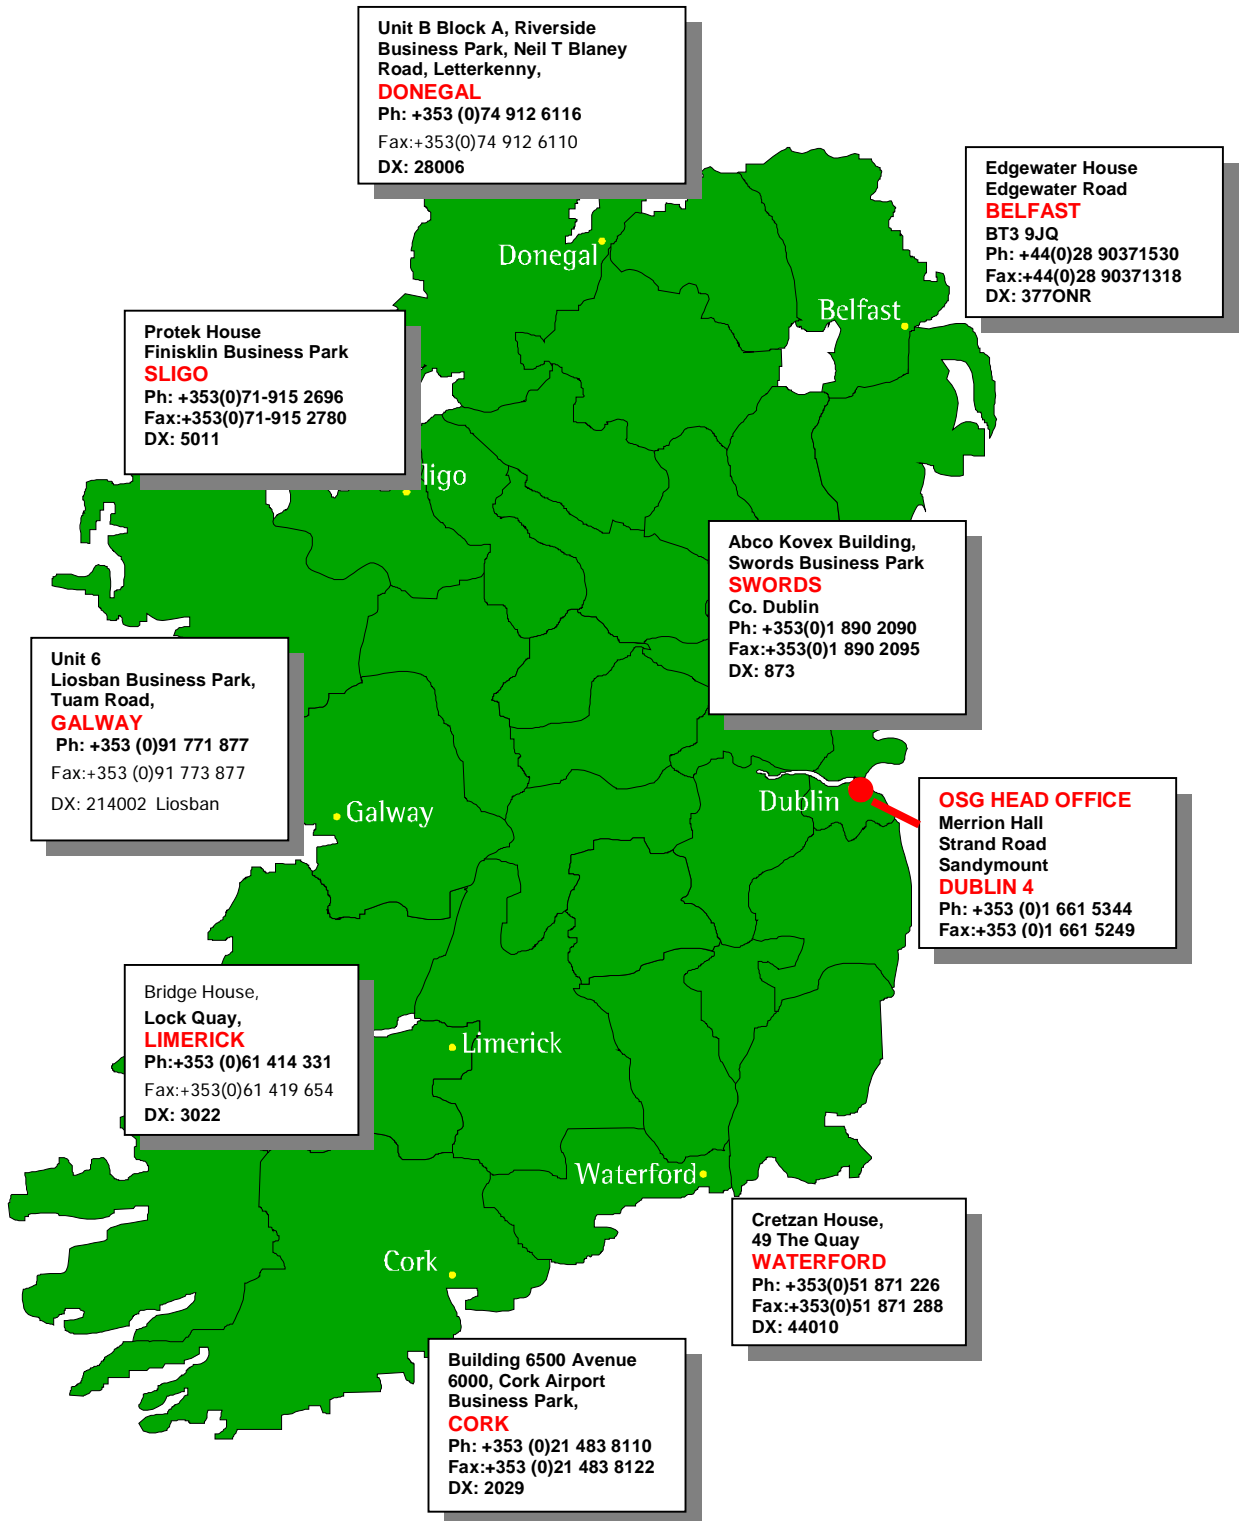 Unit B Block A, Riverside
Business Park, Neil T Blaney
Road, Letterkenny,
DONEGAL
Ph: +353 (0)74 912 6116
Fax:+353(0)74 912 6110
DX: 28006
Edgewater House
Edgewater Road
BELFAST
BT3 9JQ
Ph: +44(0)28 90371530
Fax:+44(0)28 90371318
DX: 377ONR
Donegal
Belfast
Protek House
Finisklin Business Park
SLIGO
Ph: +353(0)71-915 2696
Fax:+353(0)71-915 2780
DX: 5011
ligo
Abco Kovex Building,
Swords Business Park
SWORDS
Co. Dublin
Ph: +353(0)1 890 2090
Fax:+353(0)1 890 2095
DX: 873
Unit 6
Liosban Business Park,
Tuam Road,
GALWAY
Ph: +353 (0)91 771 877
Fax:+353 (0)91 773 877
DX: 214002 Liosban
Galway
Dublin
OSG HEAD OFFICE
Merrion Hall
Strand Road
Sandymount
DUBLIN 4
Ph: +353 (0)1 661 5344
Fax:+353 (0)1 661 5249
Bridge House,
Lock Quay,
LIMERICK
Ph:+353 (0)61 414 331
Fax:+353(0)61 419 654
DX: 3022
Limerick
Waterford
Cretzan House,
49 The Quay
WATERFORD
Ph: +353(0)51 871 226
Fax:+353(0)51 871 288
DX: 44010
Cork
Building 6500 Avenue
6000, Cork Airport
Business Park,
CORK
Ph: +353 (0)21 483 8110
Fax:+353 (0)21 483 8122
DX: 2029